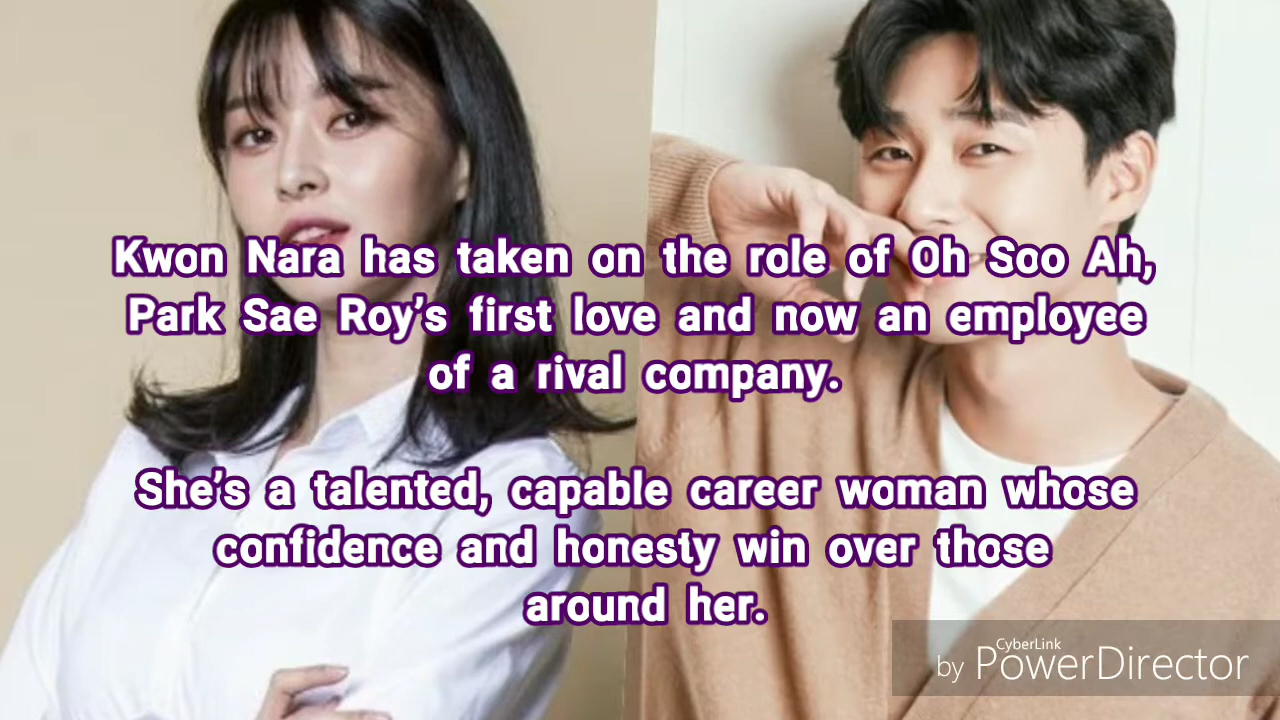 Kwon Nara has taken on the role of Oh Soo Ah,
Park Sae Roy's first love and now an employee
of a rival company.
She's a talented, capable career woman whose
confidence and honesty win over those
around her.
CyberLink
by PowerDirector